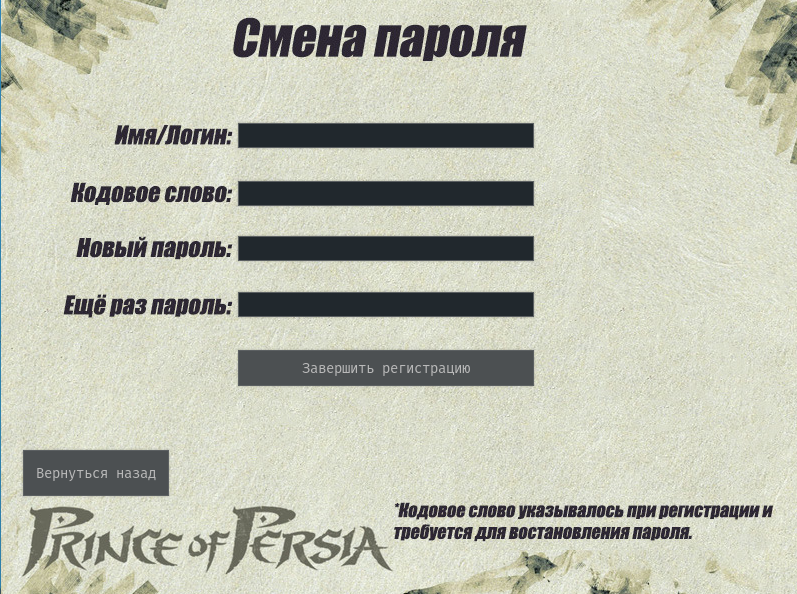 Смена пароля
Имя/Логин:
Кодовое слово:
Новый пароль:
Ещё раз пароль:
Завершить регистрацию
Вернуться назад
PRINCE OF PERSIA
*Кодовое слово указывалось при регистрации и
требуется для востановления пароля.